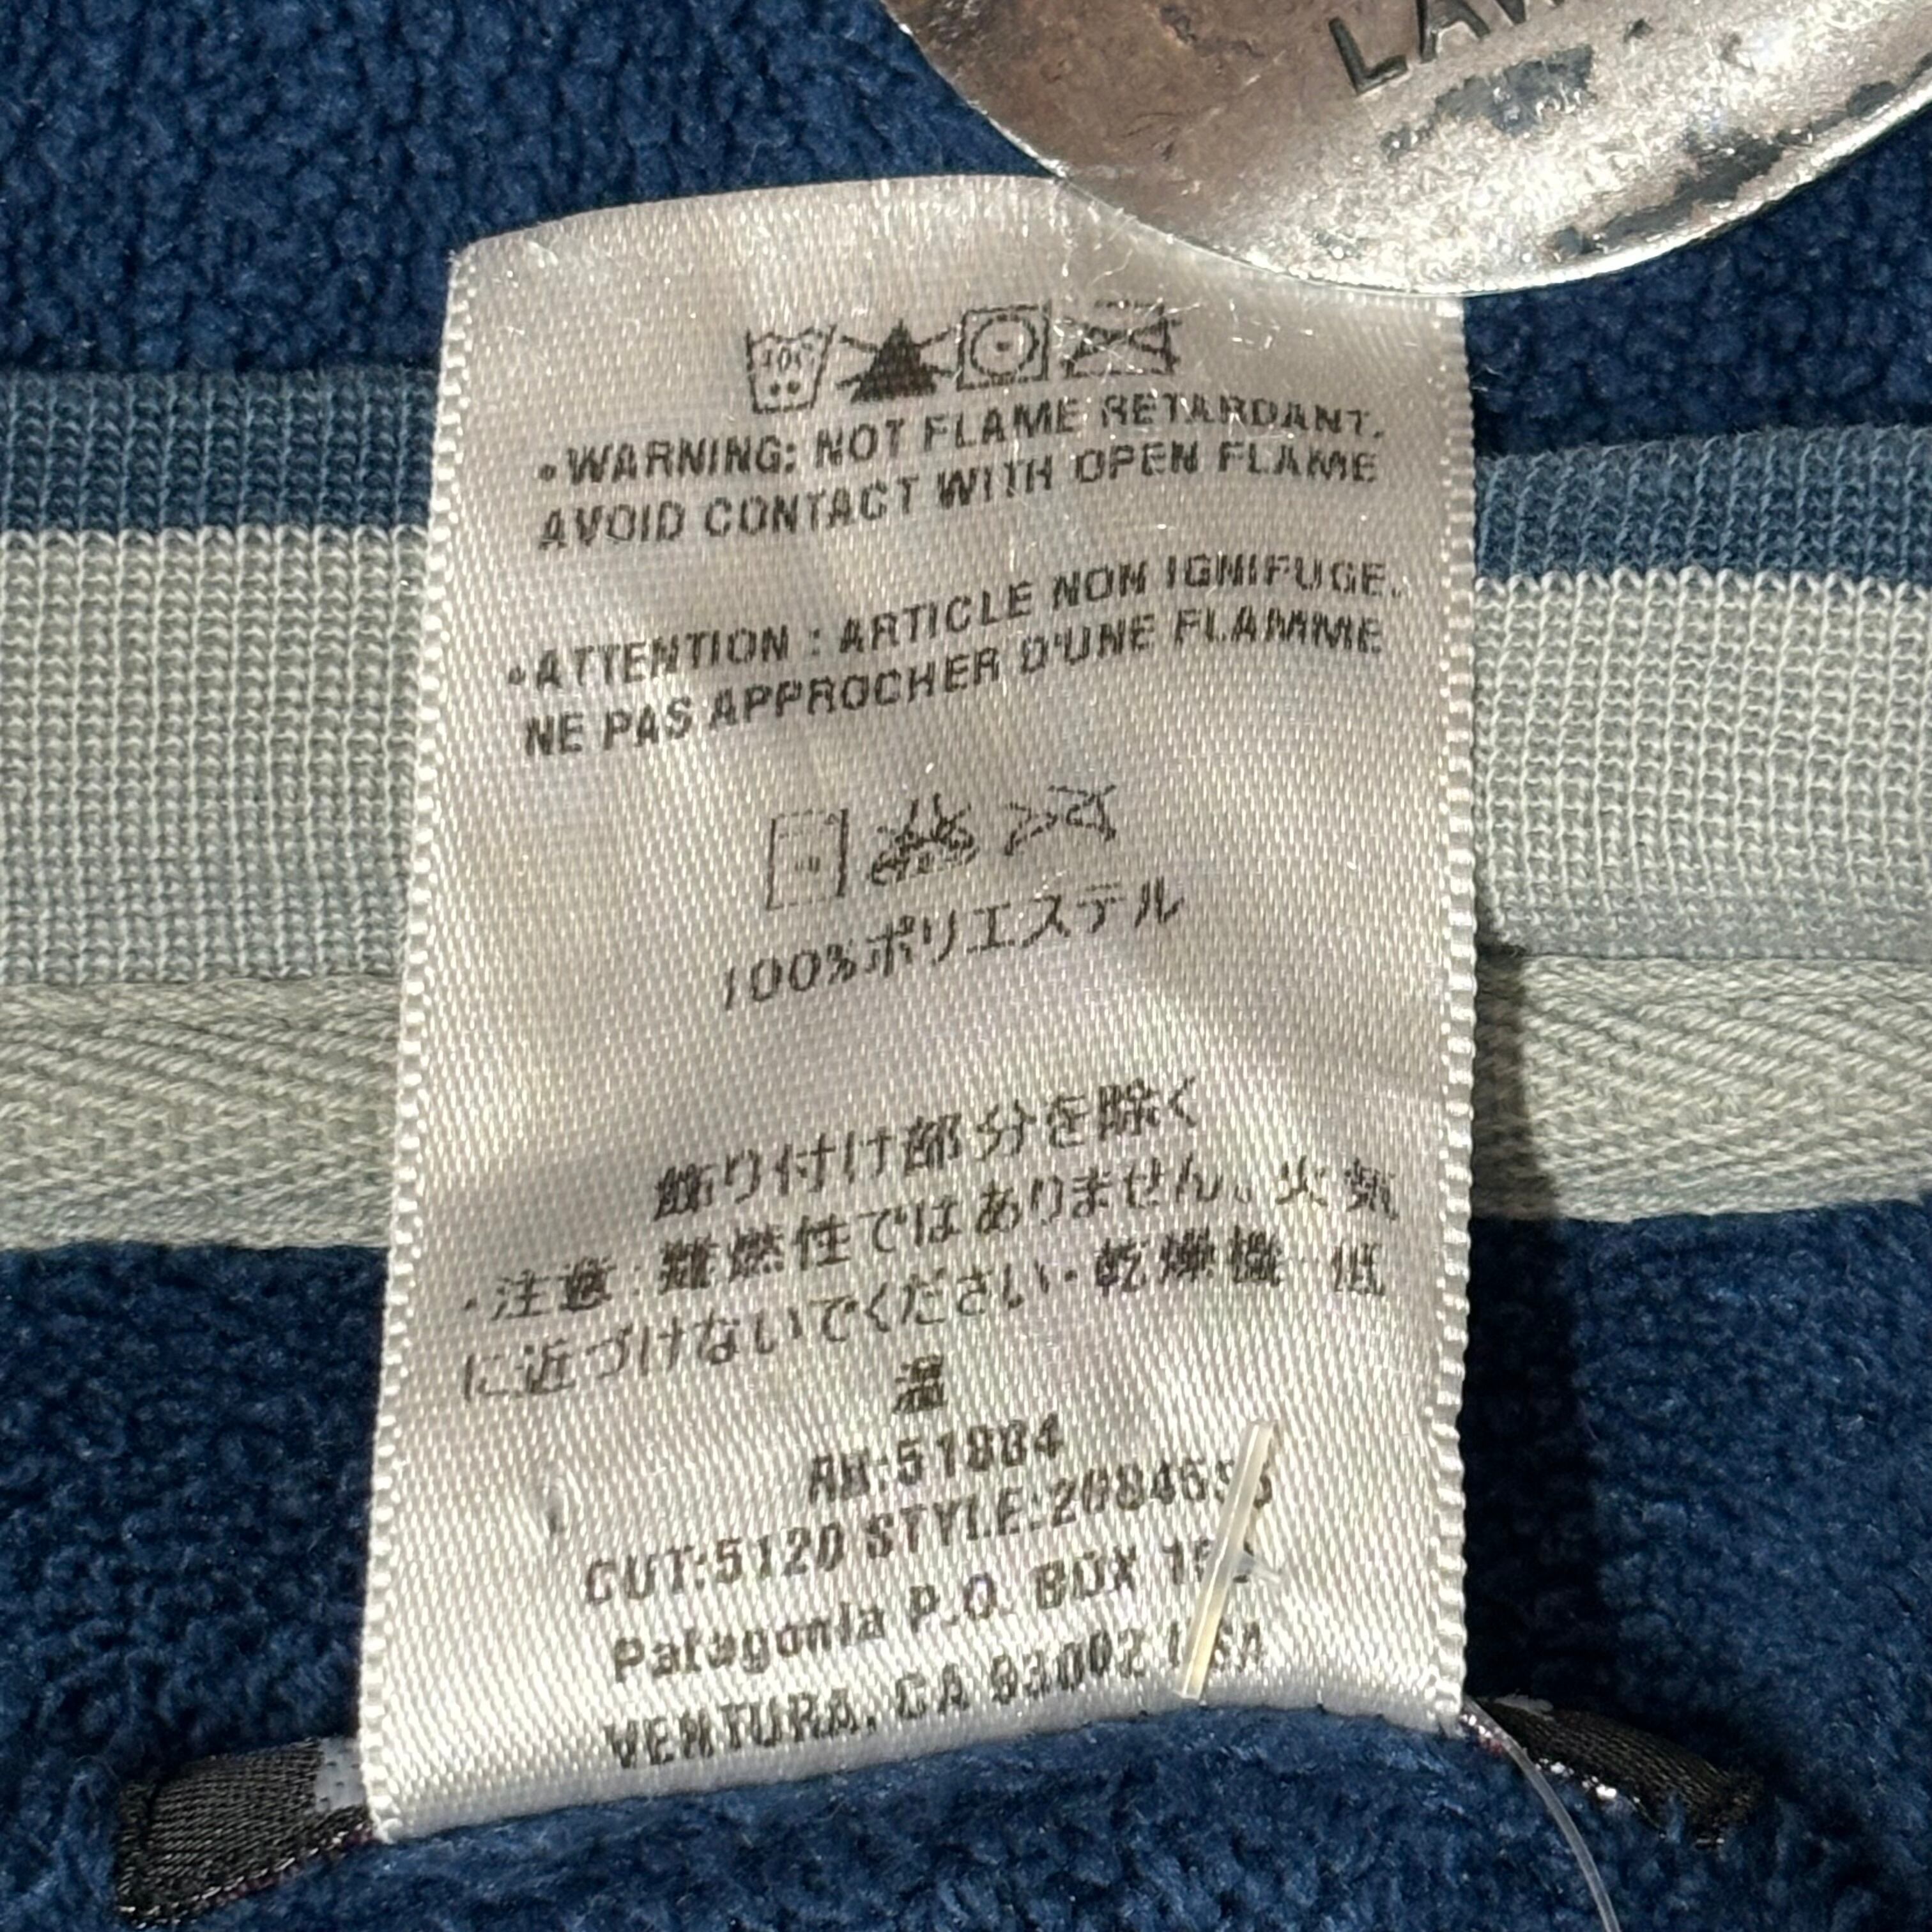 40C
•WARNING: NOT FLAME RETARDANT.
AVOID CONTACT WITH OPEN FLAME
•ATTENTION : ARTICLE NON IGNIFUGE.
NE PAS APPROCHER D'UNE FLAMME
100%ポリエステル
飾り付け部分を除く
・注意:難燃性ではありません。火気
に近づけないでください・乾燥機 低
温
RN:51884
CUT:5120 STYLE:
Patagonia P.O. BOX
VENTURA, CA 93002 USA